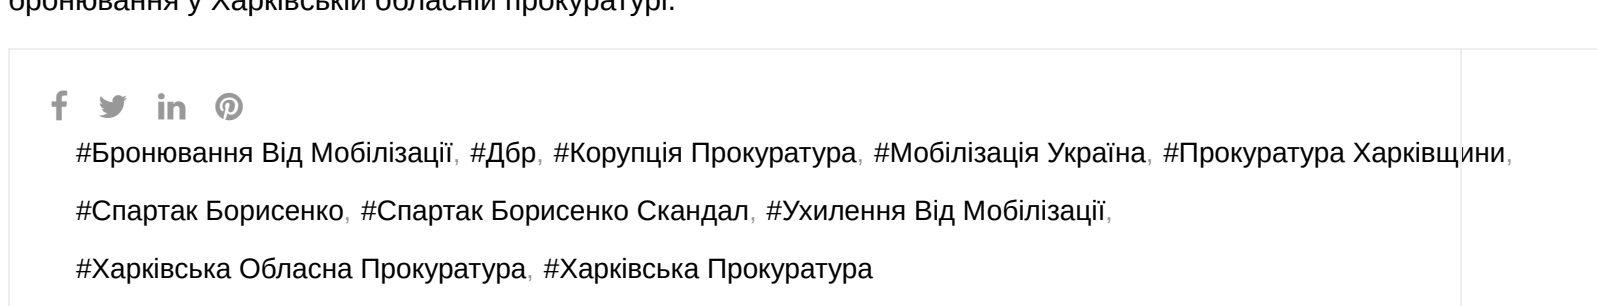 бронювання у Харківській обласній прокуратурі.
#Бронювання Від Мобілізації, #Дбр, #Корупція Прокуратура, #Мобілізація Україна, #Прокуратура Харківщини,
#Спартак Борисенко, #Спартак Борисенко Скандал, #Ухилення Від Мобілізації,
#Харківська Обласна Прокуратура, #Харківська Прокуратура